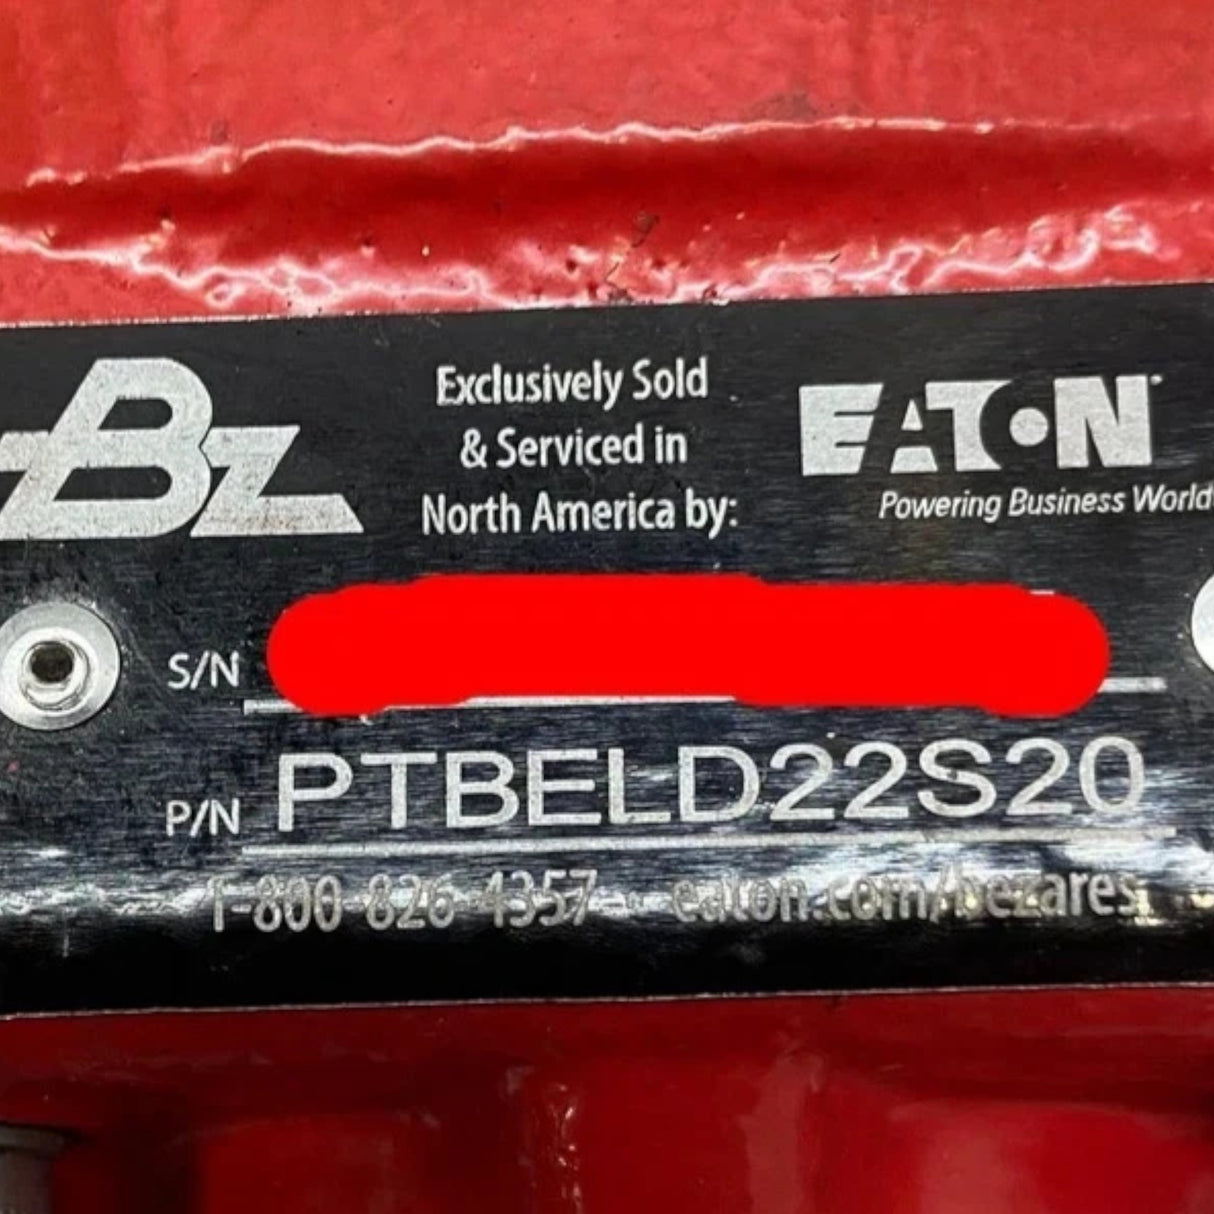 Bz
Exclusively Sold
& Serviced in
North America by:
EATON
Powering Business World
S/N
P/N PTBELD22S20
1-800-826-4357 eaton.com/bezares